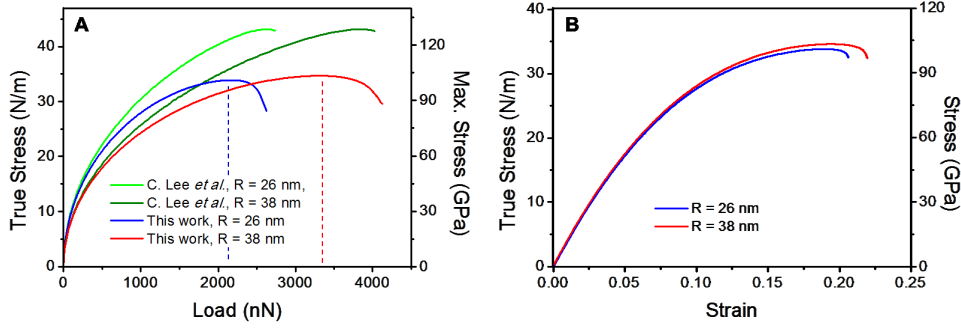 A
True Stress (N/m)
40
30
20
10
0
C. Lee et al., R = 26 nm,
C. Lee et al., R = 38 nm
This work, R = 26 nm
This work, R = 38 nm
120
90
60
30
0
Max. Stress (GPa)
0 1000 2000 3000 4000
Load (nN)
B
True Stress (N/m)
40
30
20
10
0
R = 26 nm
R = 38 nm
120
90
60
30
0
Stress (GPa)
0.00 0.05 0.10 0.15 0.20 0.25
Strain